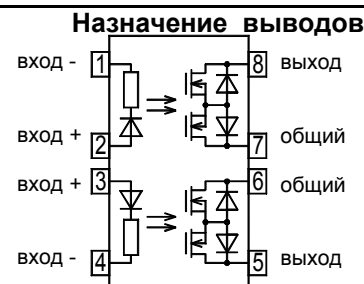 Назначение выводов
вход - 1 8 выход
вход + 2 7 общий
вход + 3 6 общий
вход - 4 5 выход